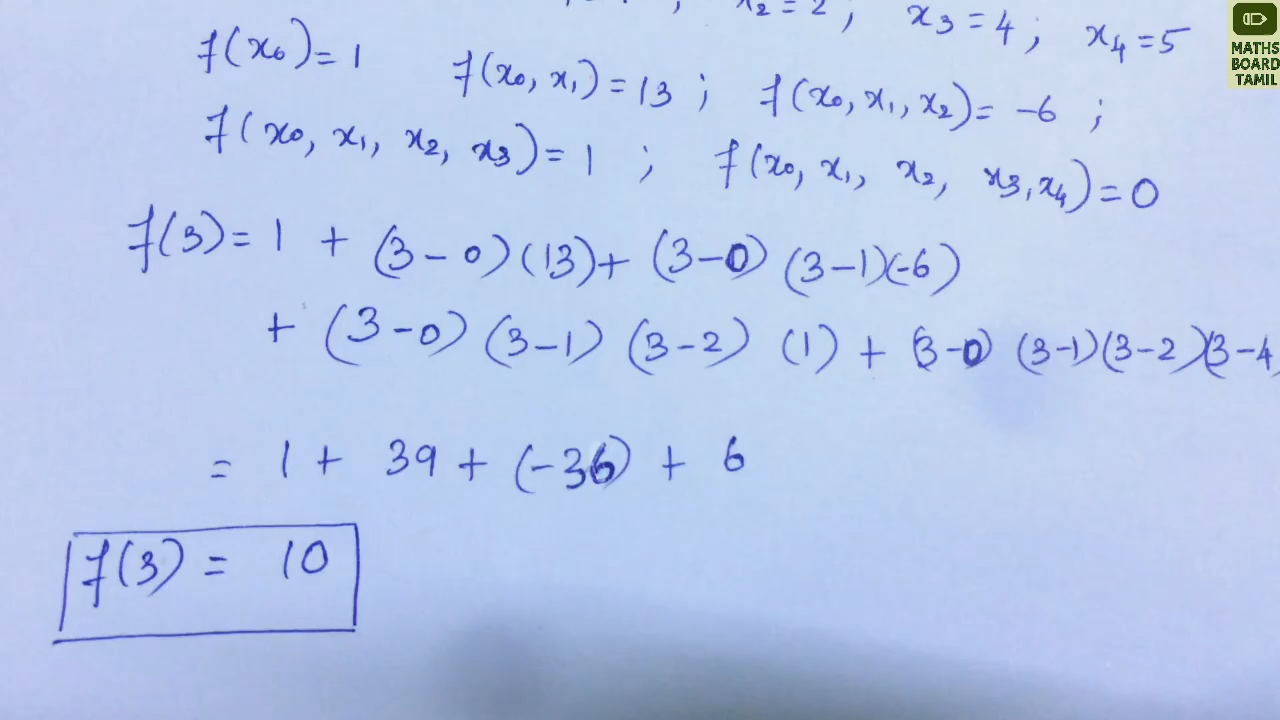 x₂ = 2 ; x₃ = 4 ; x₄ = 5
MATHS
BOARD
TAMIL
f(x₀) = 1 f(x₀, x₁) = 13 ; f(x₀, x₁, x₂) = -6 ;
f(x₀, x₁, x₂, x₃) = 1 ; f(x₀, x₁, x₂, x₃, x₄) = 0
f(3) = 1 + (3-0)(13) + (3-0)(3-1)(-6)
+ (3-0)(3-1)(3-2)(1) + (3-0)(3-1)(3-2)(3-4
= 1 + 39 + (-36) + 6
f(3) = 10